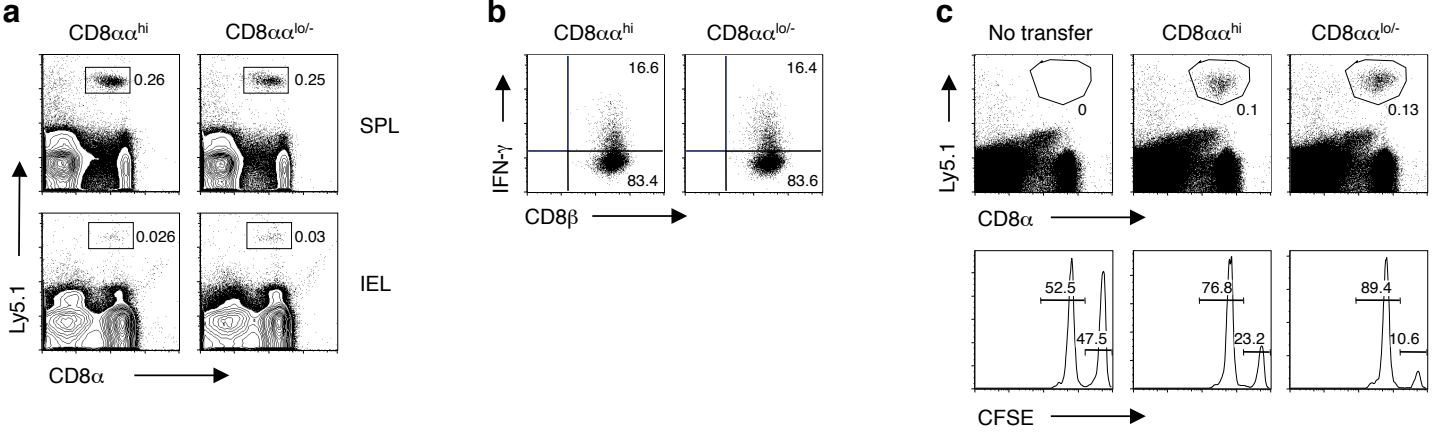 a
CD8αα^hi CD8αα^lo/-
0.26 0.25
SPL
0.026 0.03
IEL
Ly5.1
CD8α
b
CD8αα^hi CD8αα^lo/-
16.6 16.4
83.4 83.6
IFN-γ
CD8β
c
No transfer CD8αα^hi CD8αα^lo/-
0 0.1 0.13
Ly5.1
CD8α
52.5 76.8 89.4
47.5 23.2 10.6
CFSE